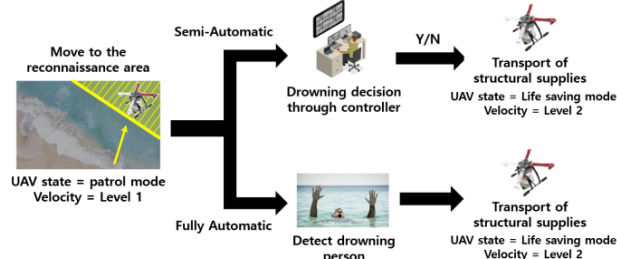 Move to the
reconnaissance area
UAV state = patrol mode
Velocity = Level 1
Semi-Automatic
Drowning decision
through controller
Y/N
Transport of
structural supplies
UAV state = Life saving mode
Velocity = Level 2
Fully Automatic
Detect drowning
person
Transport of
structural supplies
UAV state = Life saving mode
Velocity = Level 2